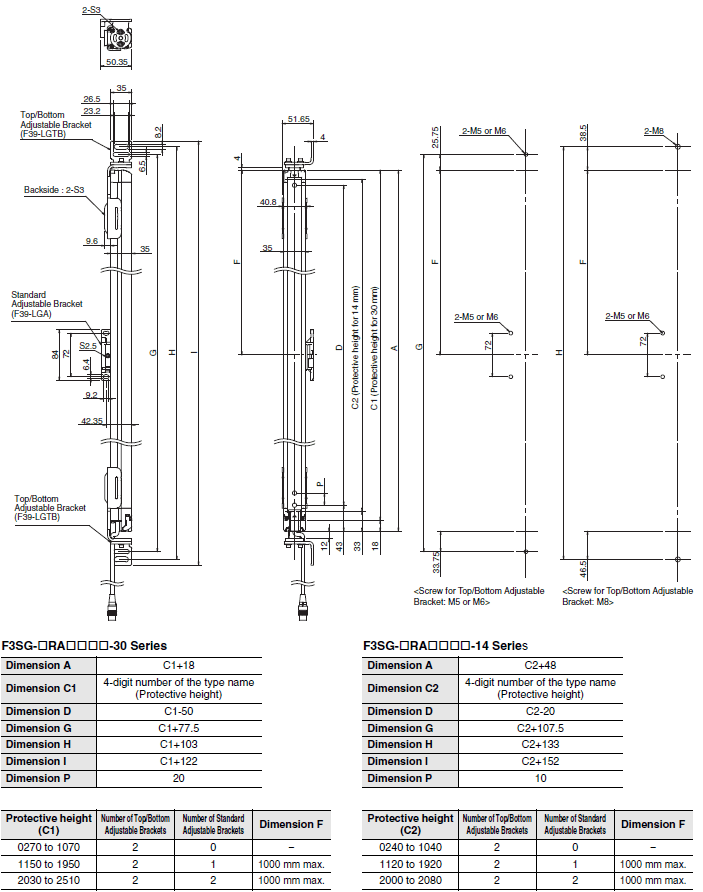 2-S3
50.35
35
26.5
23.2
8.2
6.5
Top/Bottom
Adjustable Bracket
(F39-LGTB)
Backside : 2-S3
9.6
35
Standard
Adjustable Bracket
(F39-LGA)
84
72
S2.5
6.4
9.2
42.35
G
H
I
Top/Bottom
Adjustable Bracket
(F39-LGTB)
51.65
4
4
40.8
35
F
D
C2 (Protective height for 14 mm)
C1 (Protective height for 30 mm)
A
P
12
43
33
18
25.75
2-M5 or M6
F
G
2-M5 or M6
72
33.75
<Screw for Top/Bottom Adjustable
Bracket: M5 or M6>
38.5
2-M8
F
H
2-M5 or M6
72
46.5
<Screw for Top/Bottom Adjustable
Bracket: M8>
F3SG-□RA□□□□-30 Series
Dimension A C1+18
Dimension C1 4-digit number of the type name
(Protective height)
Dimension D C1-50
Dimension G C1+77.5
Dimension H C1+103
Dimension I C1+122
Dimension P 20
F3SG-□RA□□□□-14 Series
Dimension A C2+48
Dimension C2 4-digit number of the type name
(Protective height)
Dimension D C2-20
Dimension G C2+107.5
Dimension H C2+133
Dimension I C2+152
Dimension P 10
Protective height
(C1) Number of Top/Bottom
Adjustable Brackets Number of Standard
Adjustable Brackets Dimension F
0270 to 1070 2 0 –
1150 to 1950 2 1 1000 mm max.
2030 to 2510 2 2 1000 mm max.
Protective height
(C2) Number of Top/Bottom
Adjustable Brackets Number of Standard
Adjustable Brackets Dimension F
0240 to 1040 2 0 –
1120 to 1920 2 1 1000 mm max.
2000 to 2080 2 2 1000 mm max.